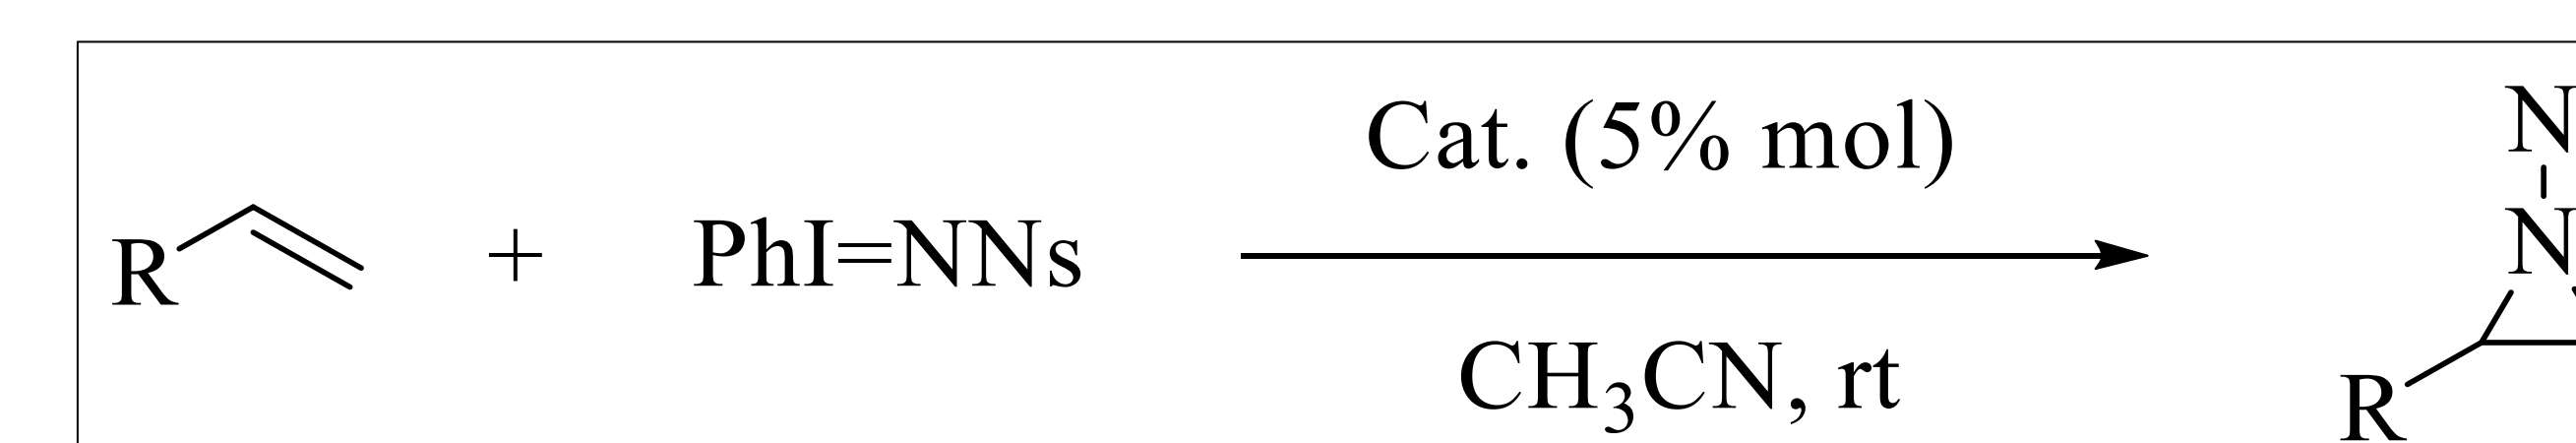 R + PhI=NNs
Cat. (5% mol)
CH₃CN, rt
N
N
R